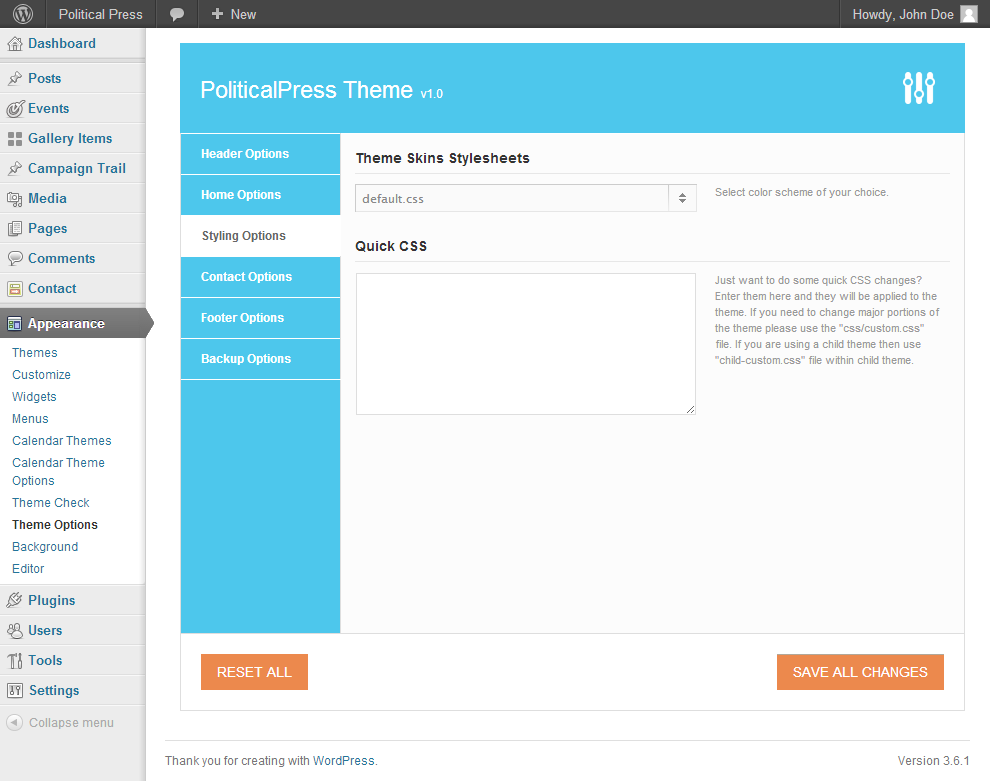 Political Press
New
Howdy, John Doe
Dashboard
Posts
Events
Gallery Items
Campaign Trail
Media
Pages
Comments
Contact
Appearance
Themes
Customize
Widgets
Menus
Calendar Themes
Calendar Theme
Options
Theme Check
Theme Options
Background
Editor
Plugins
Users
Tools
Settings
Collapse menu
PoliticalPress Theme v1.0
Header Options
Home Options
Styling Options
Contact Options
Footer Options
Backup Options
Theme Skins Stylesheets
default.css
Select color scheme of your choice.
Quick CSS
Just want to do some quick CSS changes?
Enter them here and they will be applied to the
theme. If you need to change major portions of
the theme please use the "css/custom.css"
file. If you are using a child theme then use
"child-custom.css" file within child theme.
RESET ALL
SAVE ALL CHANGES
Thank you for creating with WordPress.
Version 3.6.1